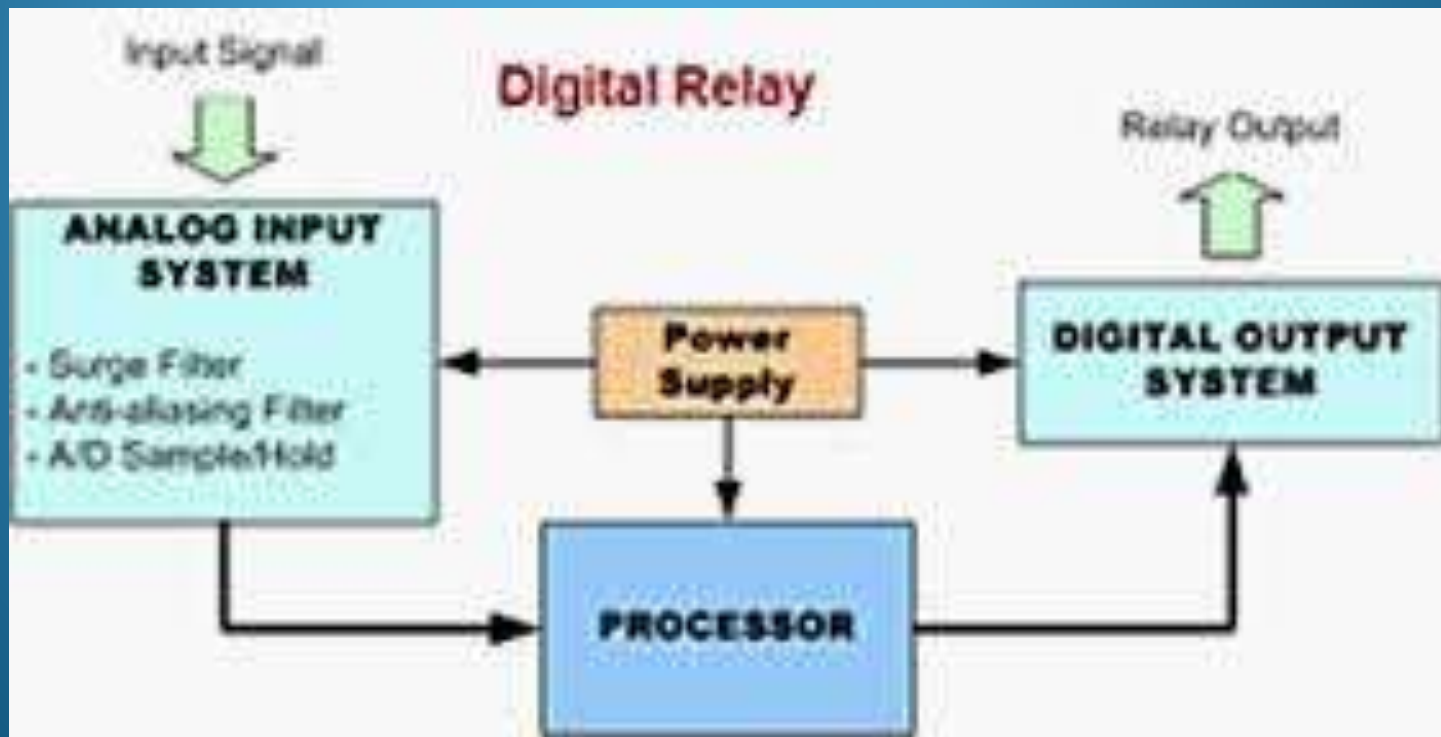 Input Signal
Digital Relay
Relay Output
ANALOG INPUT
SYSTEM
- Surge Filter
- Anti-aliasing Filter
- A/D Sample/Hold
Power
Supply
DIGITAL OUTPUT
SYSTEM
PROCESSOR